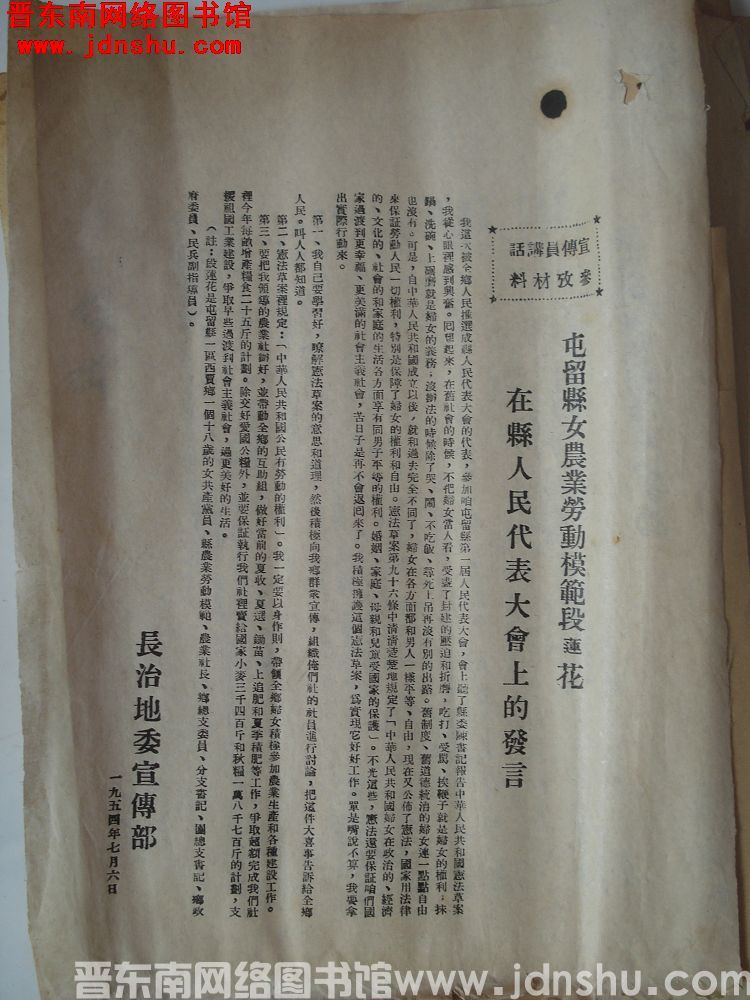 晋东南网络图书馆
www.jdnshu.com
宣傳員講話
參攷材料
屯留縣女農業勞動模範段蓮花
在縣人民代表大會上的發言
我這次被全鄉人民推選成縣人民代表大會的代表，參加咱屯留縣第一屆人民代表大會，會上聽了縣委陳書記報告中華人民共和國憲法草案
，我從心眼裡感到興奮。回想起來，在舊社會的時候，不把婦女當人看，受盡了封建的壓迫和折磨，吃打、受罵、挨鞭子就是婦女的權利；抹
鍋、洗碗、上碾磨就是婦女的義務；沒辦法的時候除了哭、鬧、不吃飯、尋死上吊再沒有別的出路。舊制度、舊道德統治的婦女連一點點自由
也沒有。可是，自中華人民共和國成立以後，就和過去完全不同了，婦女在各方面都和男人一樣平等、自由，現在又公佈了憲法，國家用法律
來保証勞動人民一切權利，特別是保障了婦女的權利和自由。憲法草案第九十六條中清清楚楚地規定了「中華人民共和國婦女在政治的、經濟
的、文化的、社會的和家庭的生活各方面享有同男子平等的權利。婚姻、家庭、母親和兒童受國家的保護」。不光這些，憲法還要保証咱們國
家過渡到更幸福、更美滿的社會主義社會，苦日子是再不會返回來了。我積極擁護這個憲法草案，爲實現它好好工作。單是嘴說不算，我要拿
出實際行動來。
第一、我自己要學習好，瞭解憲法草案的意思和道理，然後積極向我鄉群衆宣傳，組織俺們社的社員進行討論，把這件大喜事告訴給全鄉
人民。叫人人都知道。
第二、憲法草案裡規定：「中華人民共和國公民有勞動的權利」。我一定要以身作則，帶領全鄉婦女積極參加農業生產和各種建設工作。
第三、要把我領導的農業社辦好，並帶動全鄉的互助組，做好當前的夏收、夏選、鋤苗、上追肥和夏季積肥等工作，爭取超額完成我們社
裡今年每畝增產糧食二十五斤的計劃。除交好愛國公糧外，並要保証執行我們社裡賣給國家小麥三千四百斤和秋糧一萬八千七百斤的計劃，支
援祖國工業建設，爭取早些過渡到社會主義社會，過更美好的生活。
（註：段蓮花是屯留縣一區西賈鄉一個十八歲的女共產黨員、縣農業勞動模範、農業社長、鄉總支委員、分支書記、團總支書記、鄉政
府委員、民兵副指導員）。
長治地委宣傳部
一九五四年七月六日
晋东南网络图书馆 www.jdnshu.com